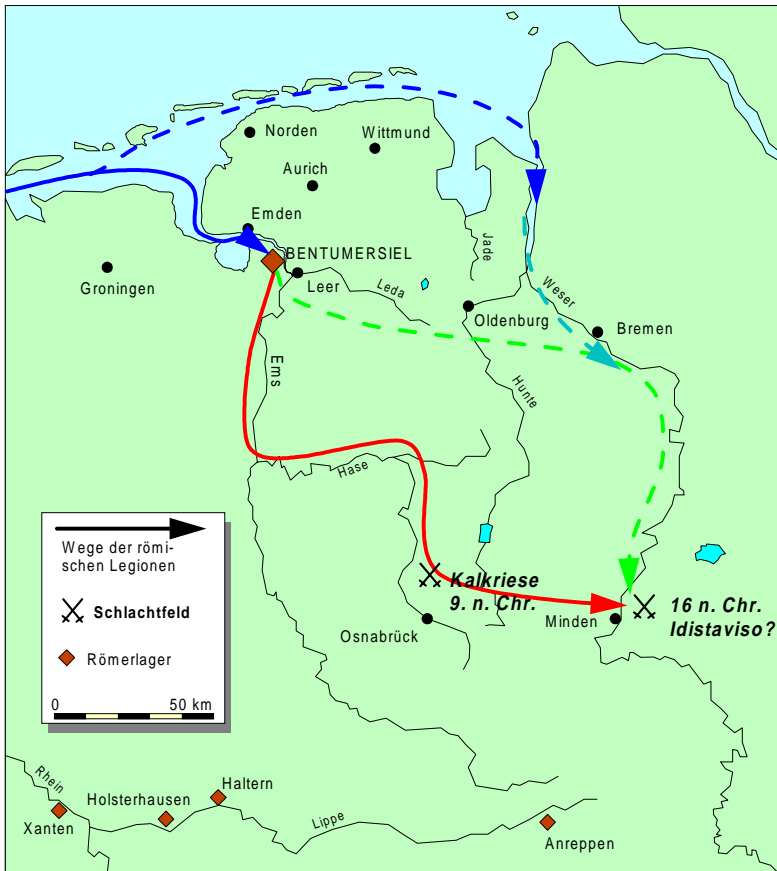 Norden
Wittmund
Aurich
Emden
BENTUMERSIEL
Groningen
Leer
Leda
Jade
Oldenburg
Weser
Bremen
Ems
Hunte
Hase
Wege der römi-
schen Legionen
Schlachtfeld
Römerlager
0 50 km
Kalkriese
9. n. Chr.
Osnabrück
Minden
16 n. Chr.
Idistaviso?
Rhein
Xanten
Holsterhausen
Haltern
Lippe
Anreppen